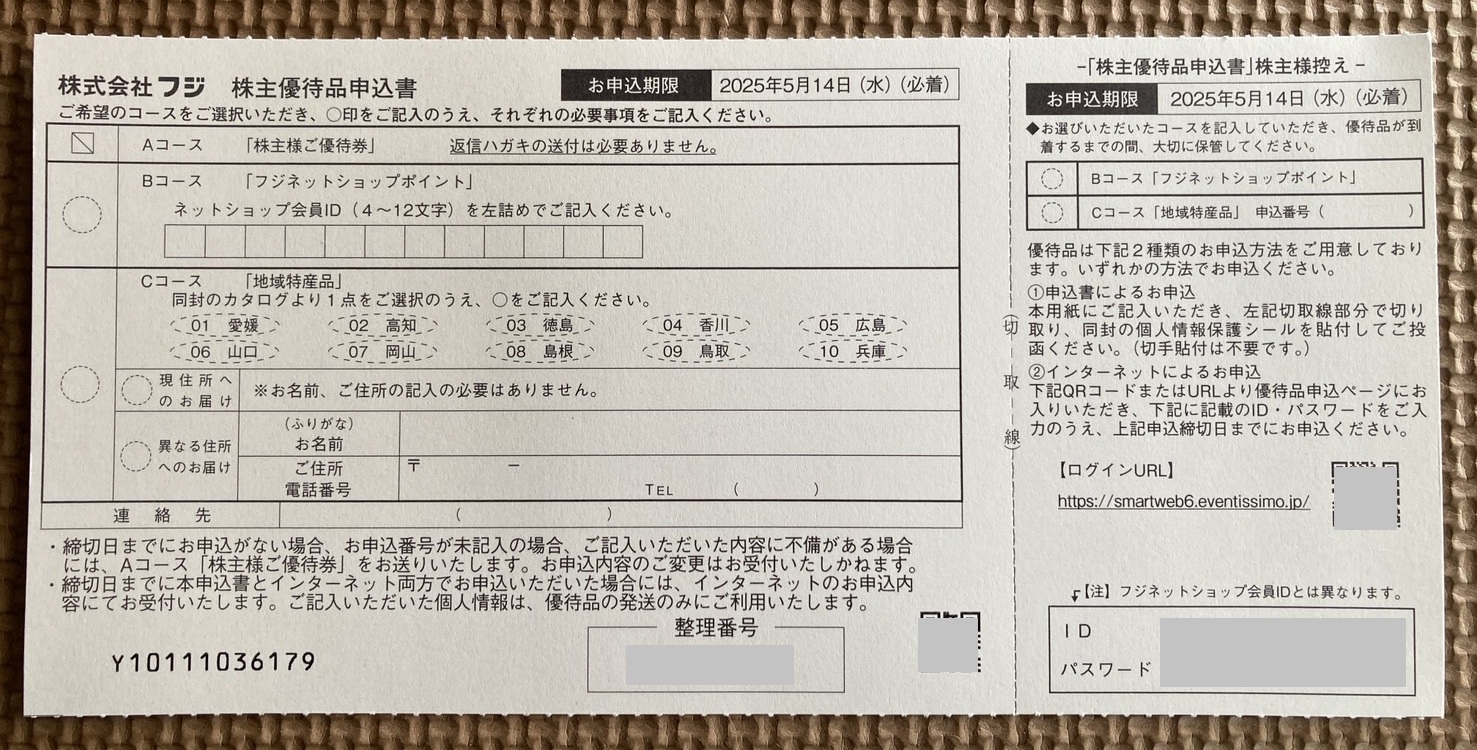 株式会社フジ 株主優待品申込書
お申込期限 2025年5月14日（水）（必着）
ご希望のコースをご選択いただき、○印をご記入のうえ、それぞれの必要事項をご記入ください。
Aコース 「株主様ご優待券」 返信ハガキの送付は必要ありません。
Bコース 「フジネットショップポイント」
ネットショップ会員ID（4～12文字）を左詰めでご記入ください。
Cコース 「地域特産品」
同封のカタログより1点をご選択のうえ、○をご記入ください。
01 愛媛 02 高知 03 徳島 04 香川 05 広島
06 山口 07 岡山 08 島根 09 鳥取 10 兵庫
現住所へ
のお届け
※お名前、ご住所の記入の必要はありません。
異なる住所
へのお届け
（ふりがな）
お名前
ご住所
電話番号
〒 －
TEL （ ）
連絡先 （ ）
・締切日までにお申込がない場合、お申込番号が未記入の場合、ご記入いただいた内容に不備がある場合
には、Aコース「株主様ご優待券」をお送りいたします。お申込内容のご変更はお受付いたしかねます。
・締切日までに本申込書とインターネット両方でお申込いただいた場合には、インターネットのお申込内
容にてお受付いたします。ご記入いただいた個人情報は、優待品の発送のみにご利用いたします。
整理番号
Y10111036179
（切取線）
−「株主優待品申込書」株主様控え−
お申込期限 2025年5月14日（水）（必着）
◆お選びいただいたコースを記入していただき、優待品が到
着するまでの間、大切に保管してください。
Bコース「フジネットショップポイント」
Cコース「地域特産品」 申込番号（ ）
優待品は下記2種類のお申込方法をご用意しており
ます。いずれかの方法でお申込ください。
①申込書によるお申込
本用紙にご記入いただき、左記切取線部分で切り
取り、同封の個人情報保護シールを貼付してご投
函ください。（切手貼付は不要です。）
②インターネットによるお申込
下記QRコードまたはURLより優待品申込ページにお
入りいただき、下記に記載のID・パスワードをご入
力のうえ、上記申込締切日までにお申込ください。
【ログインURL】
https://smartweb6.eventissimo.jp/
【注】フジネットショップ会員IDとは異なります。
ID
パスワード